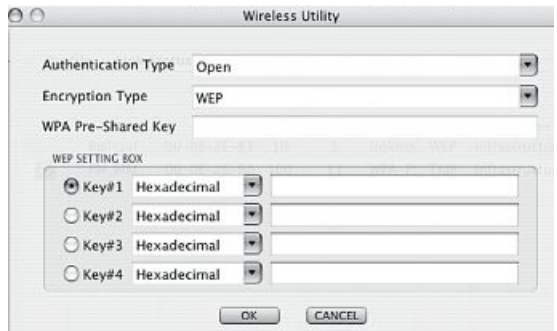 Wireless Utility
Authentication Type Open
Encryption Type WEP
WPA Pre-Shared Key
WEP SETTING BOX
Key#1 Hexadecimal
Key#2 Hexadecimal
Key#3 Hexadecimal
Key#4 Hexadecimal
OK CANCEL